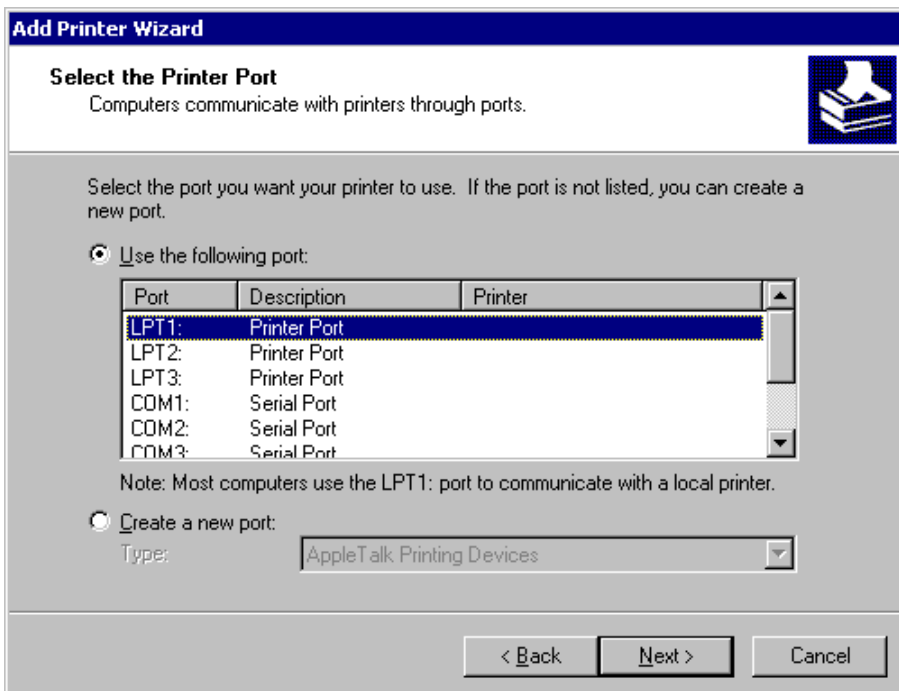 Add Printer Wizard
Select the Printer Port
Computers communicate with printers through ports.
Select the port you want your printer to use.  If the port is not listed, you can create a
new port.
Use the following port:
Port Description Printer
LPT1: Printer Port
LPT2: Printer Port
LPT3: Printer Port
COM1: Serial Port
COM2: Serial Port
COM3: Serial Port
Note: Most computers use the LPT1: port to communicate with a local printer.
Create a new port:
Type: AppleTalk Printing Devices
< Back Next > Cancel